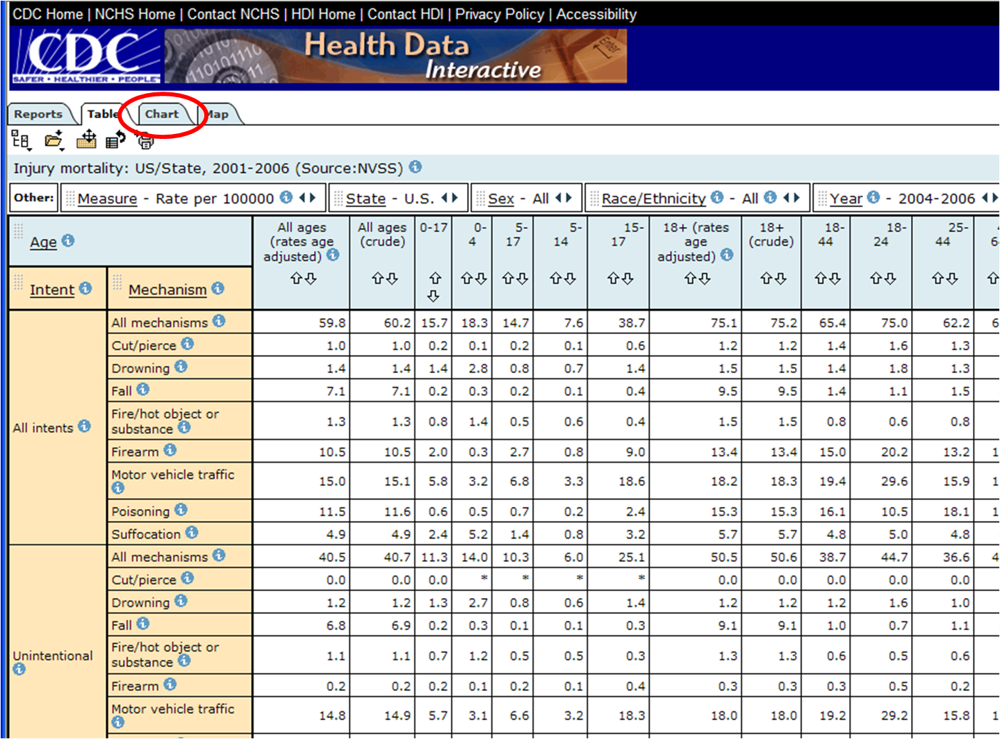 CDC Home | NCHS Home | Contact NCHS | HDI Home | Contact HDI | Privacy Policy | Accessibility
CDC
SAFER • HEALTHIER • PEOPLE
Health Data
Interactive
Enter
Reports Table Chart Map
Injury mortality: US/State, 2001-2006 (Source:NVSS)
Other: Measure - Rate per 100000 State - U.S. Sex - All Race/Ethnicity - All Year - 2004-2006
Age
All ages (rates age adjusted) All ages (crude) 0-17 0-4 5-17 5-14 15-17 18+ (rates age adjusted) 18+ (crude) 18-44 18-24 25-44
Intent Mechanism
All intents
All mechanisms 59.8 60.2 15.7 18.3 14.7 7.6 38.7 75.1 75.2 65.4 75.0 62.2 6
Cut/pierce 1.0 1.0 0.2 0.1 0.2 0.1 0.6 1.2 1.2 1.4 1.6 1.3
Drowning 1.4 1.4 1.4 2.8 0.8 0.7 1.4 1.5 1.5 1.4 1.8 1.3
Fall 7.1 7.1 0.2 0.3 0.2 0.1 0.4 9.5 9.5 1.4 1.1 1.5
Fire/hot object or
substance 1.3 1.3 0.8 1.4 0.5 0.6 0.4 1.5 1.5 0.8 0.6 0.8
Firearm 10.5 10.5 2.0 0.3 2.7 0.8 9.0 13.4 13.4 15.0 20.2 13.2 1
Motor vehicle traffic 15.0 15.1 5.8 3.2 6.8 3.3 18.6 18.2 18.3 19.4 29.6 15.9 1
Poisoning 11.5 11.6 0.6 0.5 0.7 0.2 2.4 15.3 15.3 16.1 10.5 18.1 1
Suffocation 4.9 4.9 2.4 5.2 1.4 0.8 3.2 5.7 5.7 4.8 5.0 4.8
Unintentional
All mechanisms 40.5 40.7 11.3 14.0 10.3 6.0 25.1 50.5 50.6 38.7 44.7 36.6 4
Cut/pierce 0.0 0.0 0.0 * * * * 0.0 0.0 0.0 0.0 0.0
Drowning 1.2 1.2 1.3 2.7 0.8 0.6 1.4 1.2 1.2 1.2 1.6 1.0
Fall 6.8 6.9 0.2 0.3 0.1 0.1 0.3 9.1 9.1 1.0 0.7 1.1
Fire/hot object or
substance 1.1 1.1 0.7 1.2 0.5 0.5 0.3 1.3 1.3 0.6 0.5 0.6
Firearm 0.2 0.2 0.2 0.1 0.2 0.1 0.4 0.3 0.3 0.3 0.5 0.2
Motor vehicle traffic 14.8 14.9 5.7 3.1 6.6 3.2 18.3 18.0 18.0 19.2 29.2 15.8 1